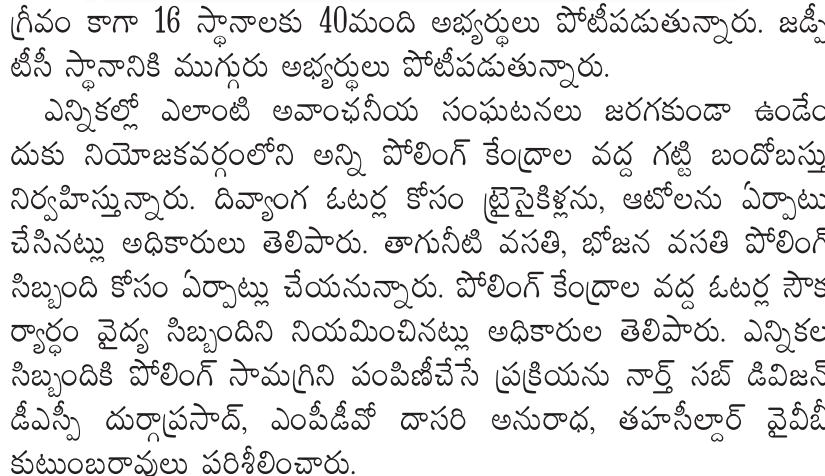 గ్రీవం కాగా 16 స్థానాలకు 40మంది అభ్యర్థులు పోటీపడుతున్నారు. జడ్పీ
టీసీ స్థానానికి ముగ్గురు అభ్యర్థులు పోటీపడుతున్నారు.
ఎన్నికల్లో ఎలాంటి అవాంఛనీయ సంఘటనలు జరగకుండా ఉండేం
దుకు నియోజకవర్గంలోని అన్ని పోలింగ్ కేంద్రాల వద్ద గట్టి బందోబస్తు
నిర్వహిస్తున్నారు. దివ్యాంగ ఓటర్ల కోసం ట్రైసైకిళ్లను, ఆటోలను ఏర్పాటు
చేసినట్లు అధికారులు తెలిపారు. తాగునీటి వసతి, భోజన వసతి పోలింగ్
సిబ్బంది కోసం ఏర్పాట్లు చేయనున్నారు. పోలింగ్ కేంద్రాల వద్ద ఓటర్ల సౌక
ర్యార్థం వైద్య సిబ్బందిని నియమించినట్లు అధికారుల తెలిపారు. ఎన్నికల
సిబ్బందికి పోలింగ్ సామగ్రిని పంపిణీచేసే ప్రక్రియను నార్త్ సబ్ డివిజన్
డీఎస్పీ దుర్గాప్రసాద్, ఎంపీడీవో దాసరి అనురాధ, తహసీల్దార్ వైవీబీ
కుటుంబరావులు పరిశీలించారు.